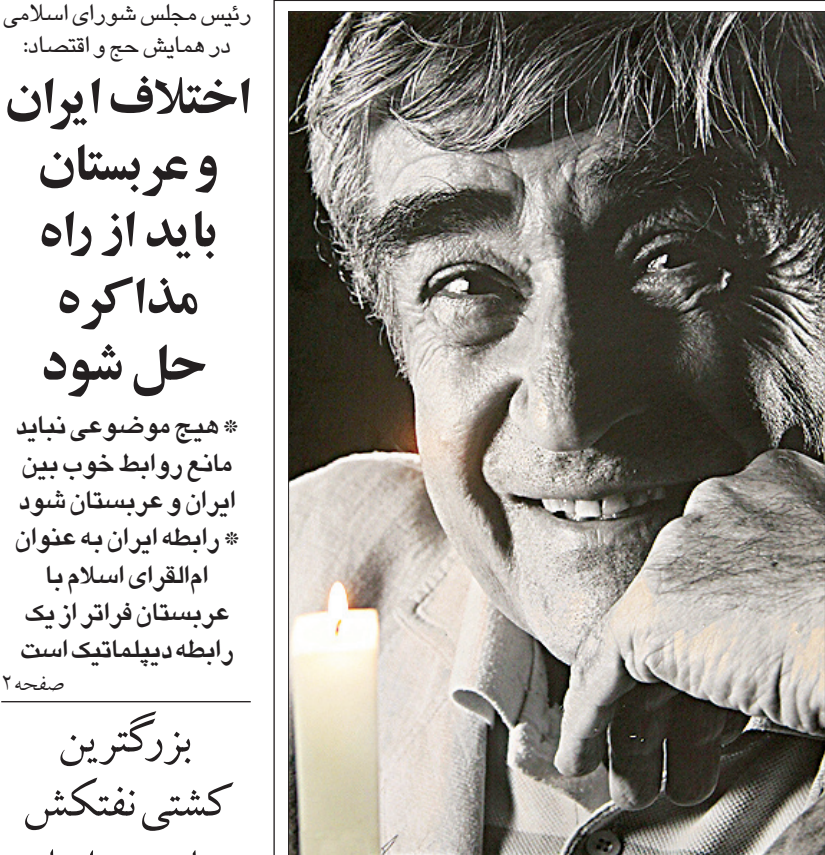 رئیس مجلس شورای اسلامی
در همایش حج و اقتصاد:
اختلاف ایران
و عربستان
باید از راه
مذاکره
حل شود
* هیچ موضوعی نباید
مانع روابط خوب بین
ایران و عربستان شود
* رابطه ایران به عنوان
ام‌القرای اسلام با
عربستان فراتر از یک
رابطه دیپلماتیک است
صفحه۲
بزرگترین
کشتی نفتکش